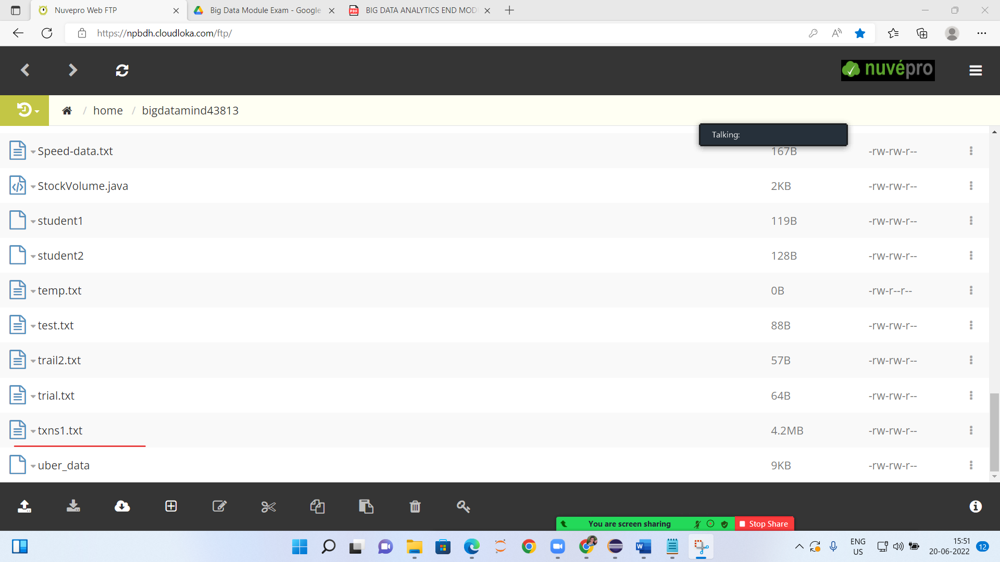 Nuvepro Web FTP
Big Data Module Exam - Google
BIG DATA ANALYTICS END MOD
https://npbdh.cloudloka.com/ftp/
nuvépro
/ home / bigdatamind43813
Talking:
Speed-data.txt 167B -rw-rw-r--
StockVolume.java 2KB -rw-rw-r--
student1 119B -rw-rw-r--
student2 128B -rw-rw-r--
temp.txt 0B -rw-r--r--
test.txt 88B -rw-rw-r--
trail2.txt 57B -rw-rw-r--
trial.txt 64B -rw-rw-r--
txns1.txt 4.2MB -rw-rw-r--
uber_data 9KB -rw-rw-r--
You are screen sharing Stop Share
ENG
US
15:51
20-06-2022
12